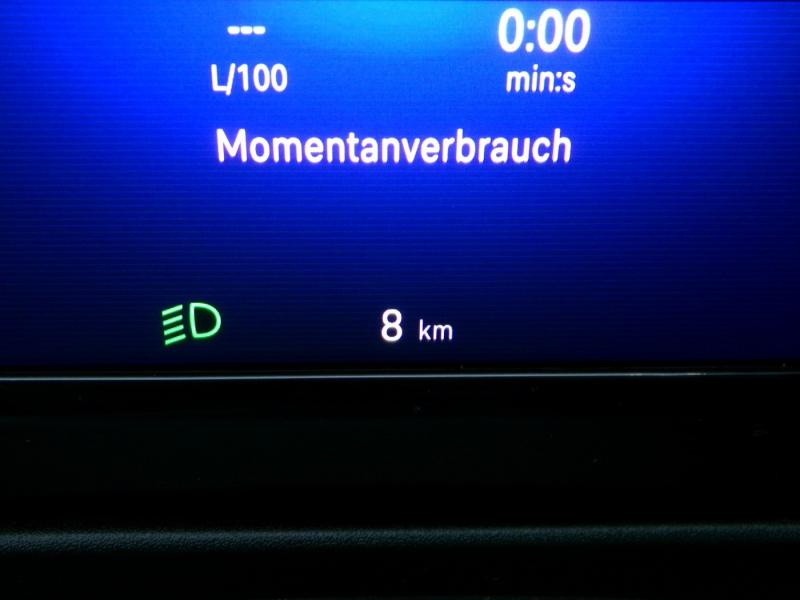 --- 0:00
L/100 min:s
Momentanverbrauch
8 km